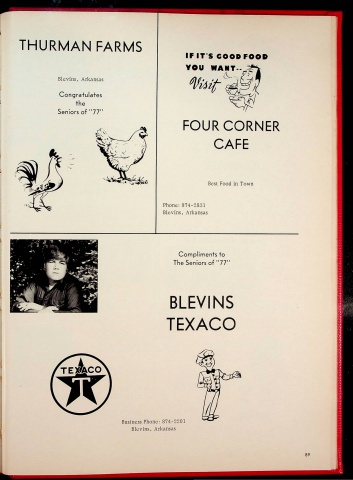 THURMAN FARMS
Blevins, Arkansas
Congratulates
the
Seniors of "77"
IF IT'S GOOD FOOD
YOU WANT--
Visit
FOUR CORNER
CAFE
Best Food in Town
Phone: 874-5833
Blevins, Arkansas
Compliments to
The Seniors of "77"
BLEVINS
TEXACO
TEXACO
T
Business Phone: 874-2201
Blevins, Arkansas
89